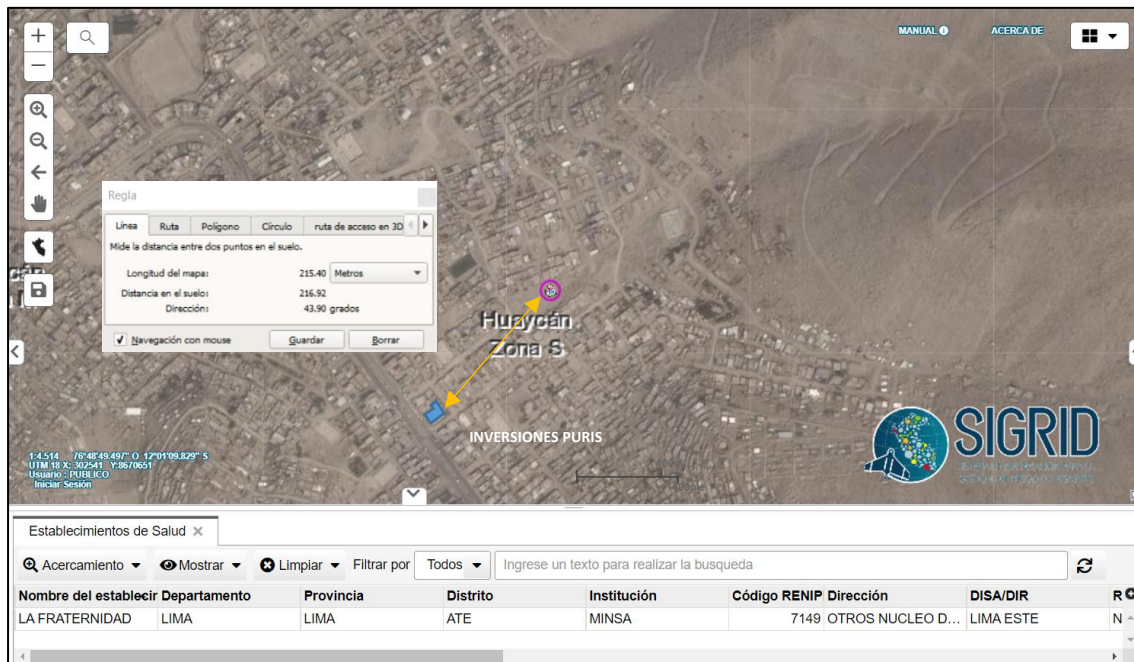 MANUAL ACERCA DE
Regla
Línea Ruta Polígono Círculo ruta de acceso en 3D
Mide la distancia entre dos puntos en el suelo.
Longitud del mapa: 215.40 Metros
Distancia en el suelo: 216.92
Dirección: 43.90 grados
Navegación con mouse Guardar Borrar
Huaycán
Zona S
INVERSIONES PURIS
SIGRID
1:4.514 76°48'49.497" O 12°01'09.829" S
UTM 18 X: 302541 Y:8670651
Usuario : PUBLICO
Iniciar Sesión
Establecimientos de Salud
Acercamiento Mostrar Limpiar Filtrar por Todos Ingrese un texto para realizar la busqueda
Nombre del establecir Departamento Provincia Distrito Institución Código RENIP Dirección DISA/DIR R
LA FRATERNIDAD LIMA LIMA ATE MINSA 7149 OTROS NUCLEO D... LIMA ESTE N